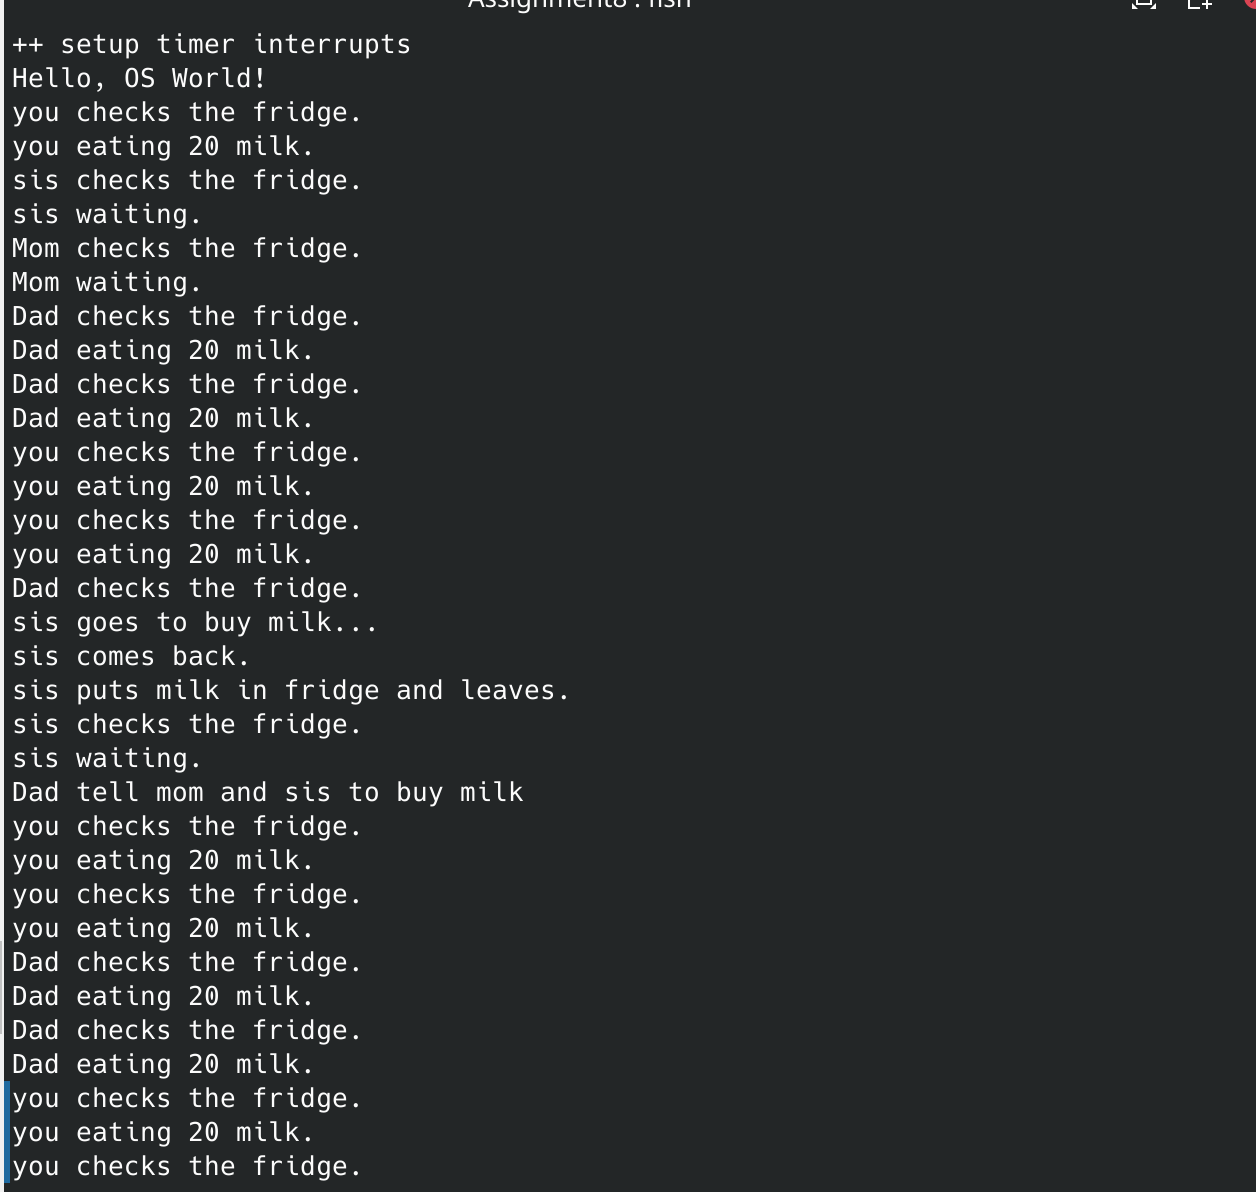 Assignment8 : fish
++ setup timer interrupts
Hello, OS World!
you checks the fridge.
you eating 20 milk.
sis checks the fridge.
sis waiting.
Mom checks the fridge.
Mom waiting.
Dad checks the fridge.
Dad eating 20 milk.
Dad checks the fridge.
Dad eating 20 milk.
you checks the fridge.
you eating 20 milk.
you checks the fridge.
you eating 20 milk.
Dad checks the fridge.
sis goes to buy milk...
sis comes back.
sis puts milk in fridge and leaves.
sis checks the fridge.
sis waiting.
Dad tell mom and sis to buy milk
you checks the fridge.
you eating 20 milk.
you checks the fridge.
you eating 20 milk.
Dad checks the fridge.
Dad eating 20 milk.
Dad checks the fridge.
Dad eating 20 milk.
you checks the fridge.
you eating 20 milk.
you checks the fridge.